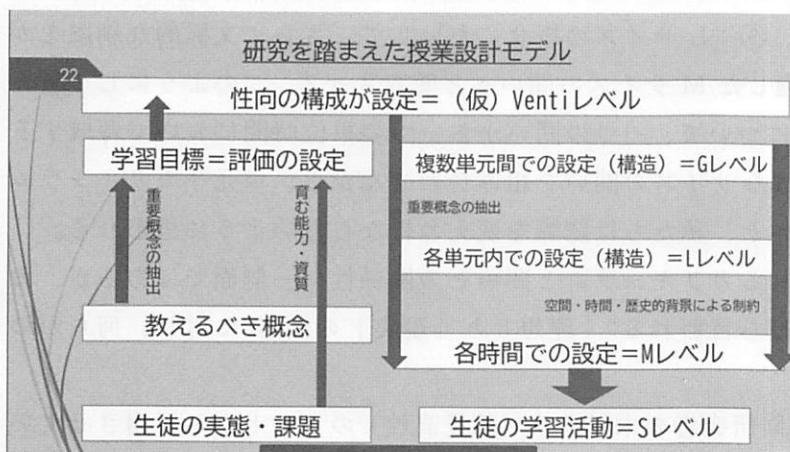 研究を踏まえた授業設計モデル
22
性向の構成が設定＝（仮）Ventiレベル
学習目標＝評価の設定
複数単元間での設定（構造）＝Gレベル
重要概念の抽出
育む能力・資質
重要概念の抽出
各単元内での設定（構造）＝Lレベル
空間・時間・歴史的背景による制約
教えるべき概念
各時間での設定＝Mレベル
生徒の実態・課題
生徒の学習活動＝Sレベル